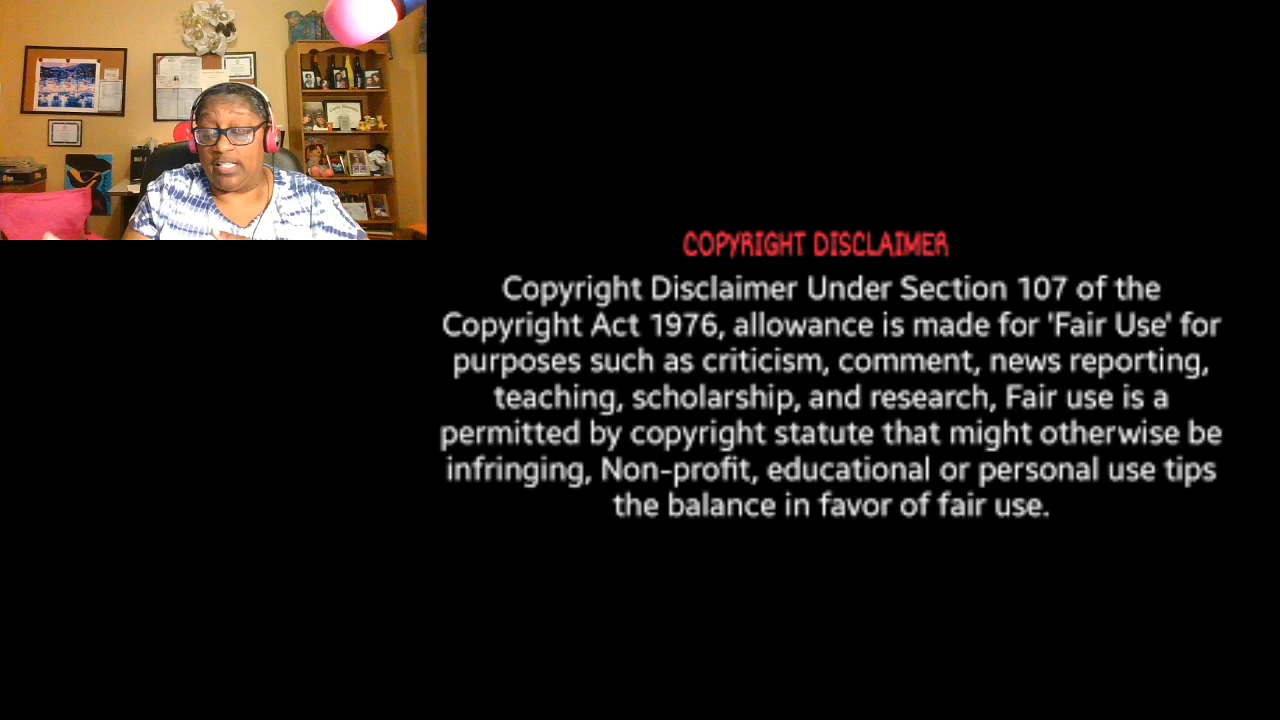 COPYRIGHT DISCLAIMER
Copyright Disclaimer Under Section 107 of the
Copyright Act 1976, allowance is made for 'Fair Use' for
purposes such as criticism, comment, news reporting,
teaching, scholarship, and research, Fair use is a
permitted by copyright statute that might otherwise be
infringing, Non-profit, educational or personal use tips
the balance in favor of fair use.